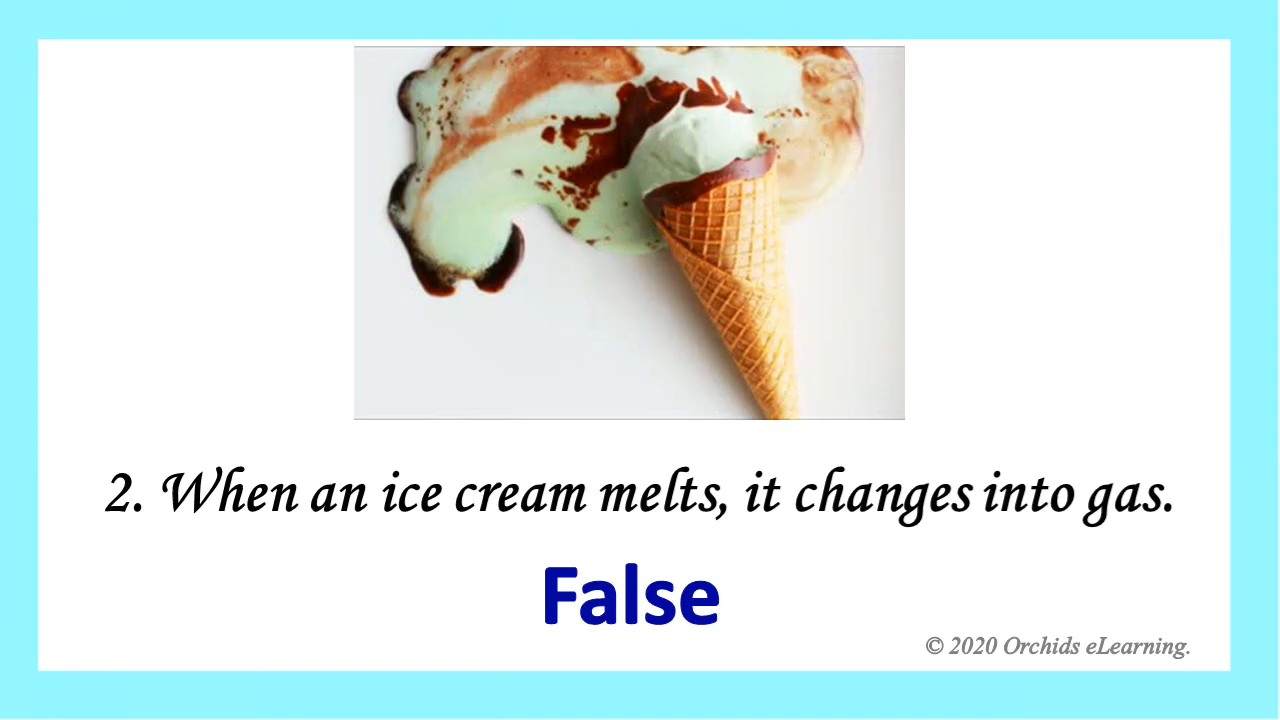 2. When an ice cream melts, it changes into gas.
False
© 2020 Orchids eLearning.